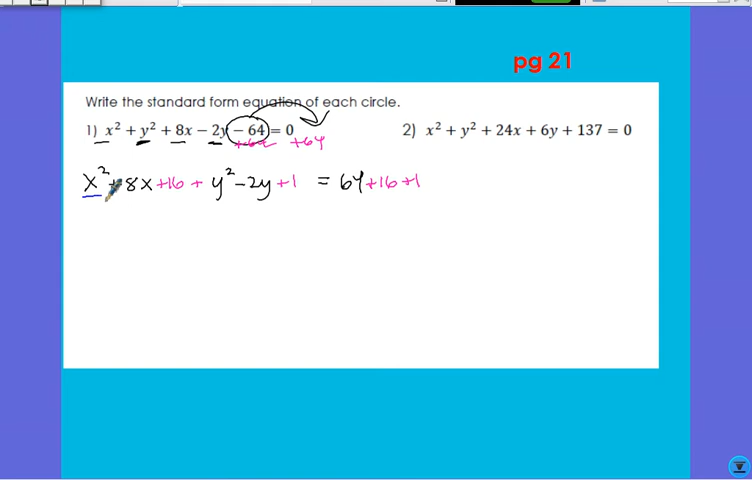 pg 21
Write the standard form equation of each circle.
1) x² + y² + 8x − 2y − 64 = 0
2) x² + y² + 24x + 6y + 137 = 0
+64 +64
x² + 8x +16 + y² − 2y +1 = 64 +16 +1